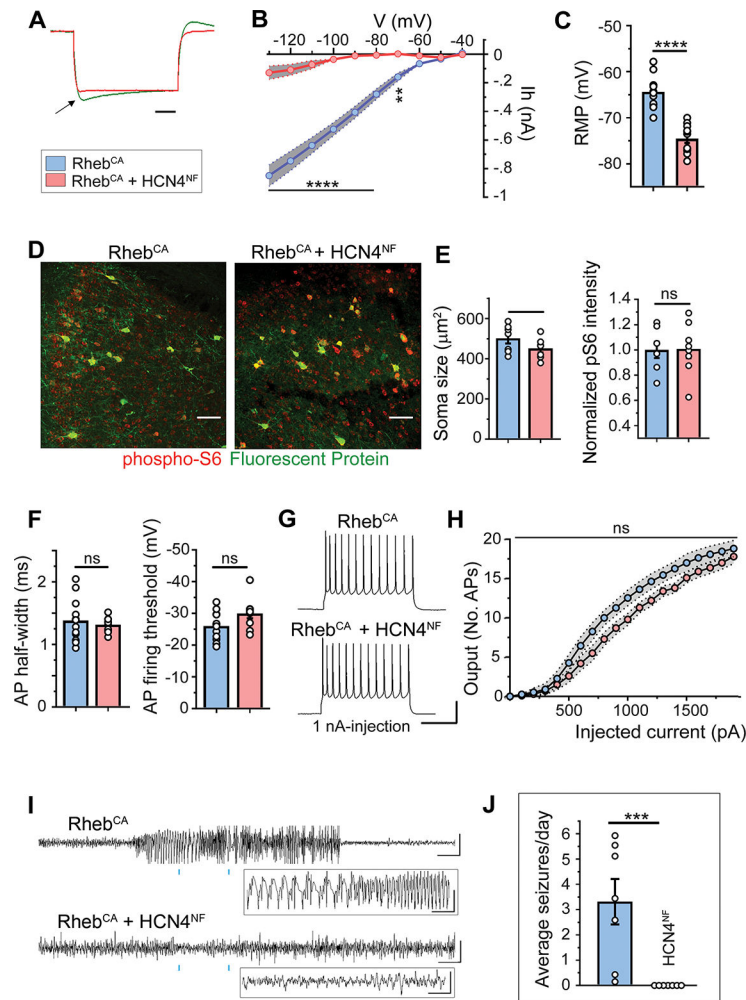 A
Rheb^CA
Rheb^CA + HCN4^NF
B
V (mV)
-120 -100 -80 -60 -40
0
-.2
-.4
-.6
-.8
-1
Ih (nA)
**
****
C
****
RMP (mV)
-50
-60
-70
-80
D
Rheb^CA
Rheb^CA + HCN4^NF
phospho-S6 Fluorescent Protein
E
Soma size (µm²)
600
400
200
0
ns
Normalized pS6 intensity
1.4
1.2
1.0
0.8
0.6
0.4
F
AP half-width (ms)
ns
2
1
0
AP firing threshold (mV)
ns
-50
-40
-30
-20
-10
0
G
Rheb^CA
Rheb^CA + HCN4^NF
1 nA-injection
H
ns
Ouput (No. APs)
20
15
10
5
0
500 1000 1500
Injected current (pA)
I
Rheb^CA
Rheb^CA + HCN4^NF
J
***
Average seizures/day
6
5
4
3
2
1
0
HCN4^NF